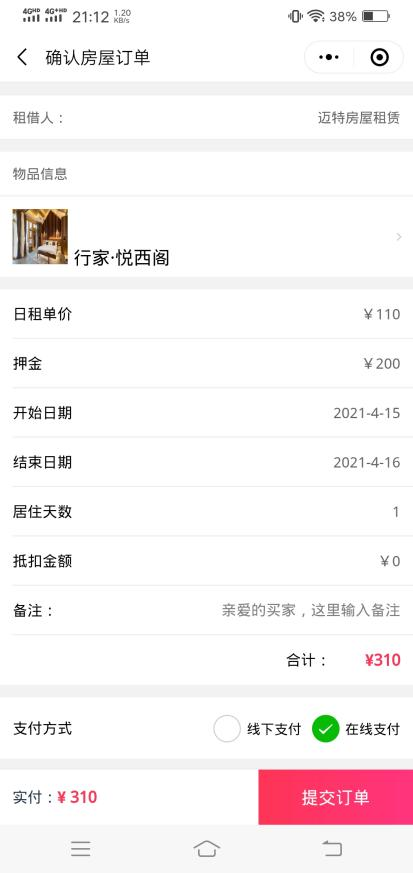 4GHD 4G+HD 21:12 1.20 KB/s 38%
确认房屋订单
租借人： 迈特房屋租赁
物品信息
行家·悦西阁
日租单价 ￥110
押金 ￥200
开始日期 2021-4-15
结束日期 2021-4-16
居住天数 1
抵扣金额 ￥0
备注： 亲爱的买家，这里输入备注
合计： ¥310
支付方式 线下支付 在线支付
实付：¥ 310 提交订单